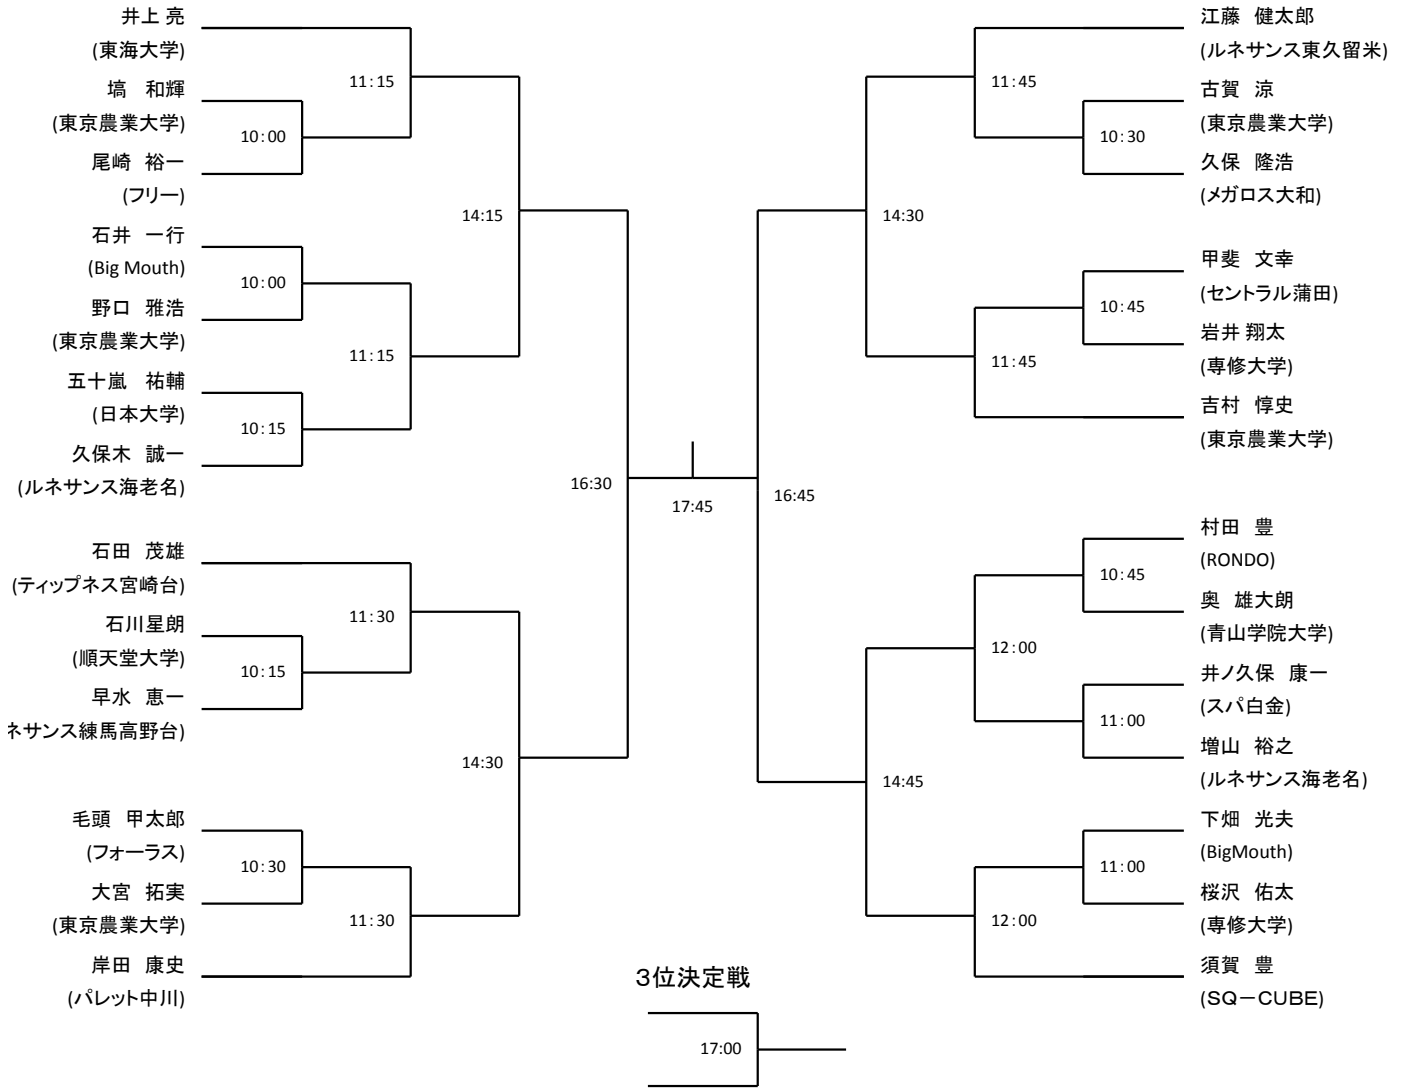 井上 亮
(東海大学)
11:15
塙　和輝
(東京農業大学)
10:00
尾崎　裕一
(フリー)
14:15
石井　一行
(Big Mouth)
10:00
野口　雅浩
(東京農業大学)
11:15
五十嵐　祐輔
(日本大学)
10:15
久保木　誠一
(ルネサンス海老名)
16:30
石田　茂雄
(ティップネス宮崎台)
11:30
石川星朗
(順天堂大学)
10:15
早水　恵一
ネサンス練馬高野台)
14:30
毛頭　甲太郎
(フォーラス)
10:30
大宮　拓実
(東京農業大学)
11:30
岸田　康史
(パレット中川)
17:45
江藤　健太郎
(ルネサンス東久留米)
11:45
古賀　涼
(東京農業大学)
10:30
久保　隆浩
(メガロス大和)
14:30
甲斐　文幸
(セントラル蒲田)
10:45
岩井 翔太
(専修大学)
11:45
吉村　惇史
(東京農業大学)
16:45
村田　豊
(RONDO)
10:45
奥　雄大朗
(青山学院大学)
12:00
井ノ久保　康一
(スパ白金)
11:00
増山　裕之
(ルネサンス海老名)
14:45
下畑　光夫
(BigMouth)
11:00
桜沢　佑太
(専修大学)
12:00
須賀　豊
(SQ－CUBE)
3位決定戦
17:00